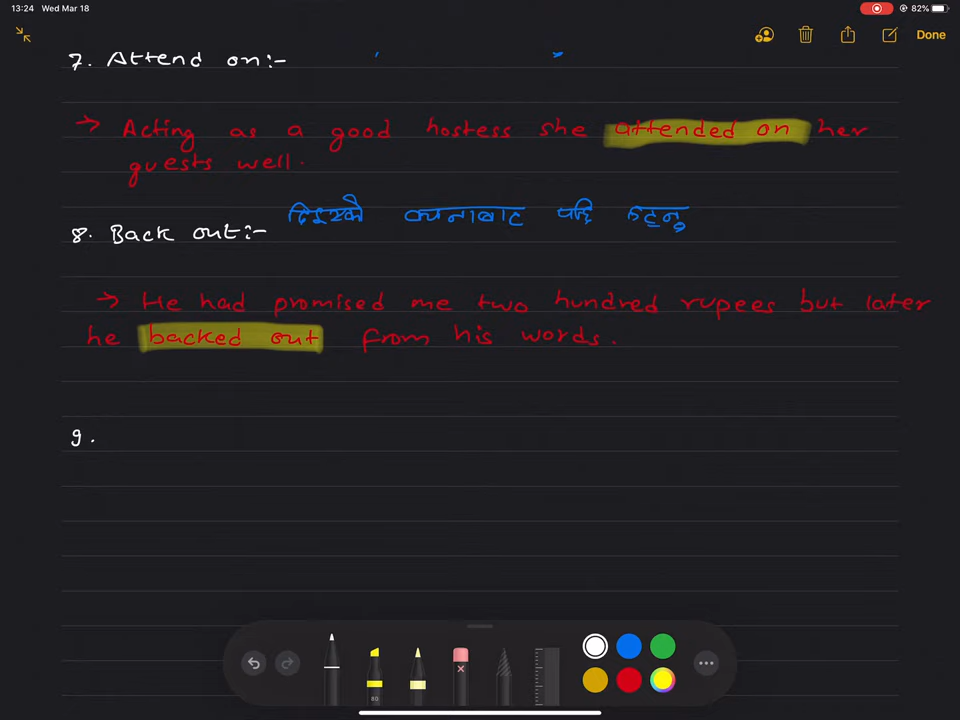 13:24 Wed Mar 18
82%
Done
7. Attend on:-
→ Acting as a good hostess she attended on her
guests well.
दिइएको वचनबाट पछि हट्नु
8. Back out:-
→ He had promised me two hundred rupees but later
he backed out from his words.
9.
80